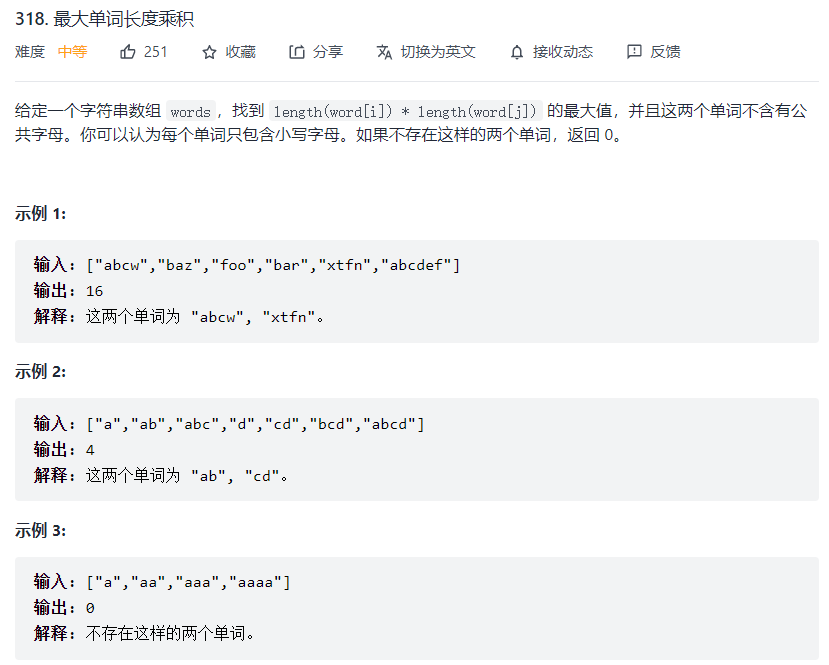 318. 最大单词长度乘积
难度 中等 251 收藏 分享 切换为英文 接收动态 反馈
给定一个字符串数组 words，找到 length(word[i]) * length(word[j]) 的最大值，并且这两个单词不含有公
共字母。你可以认为每个单词只包含小写字母。如果不存在这样的两个单词，返回 0。
示例 1:
输入: ["abcw","baz","foo","bar","xtfn","abcdef"]
输出: 16
解释: 这两个单词为 "abcw", "xtfn"。
示例 2:
输入: ["a","ab","abc","d","cd","bcd","abcd"]
输出: 4
解释: 这两个单词为 "ab", "cd"。
示例 3:
输入: ["a","aa","aaa","aaaa"]
输出: 0
解释: 不存在这样的两个单词。